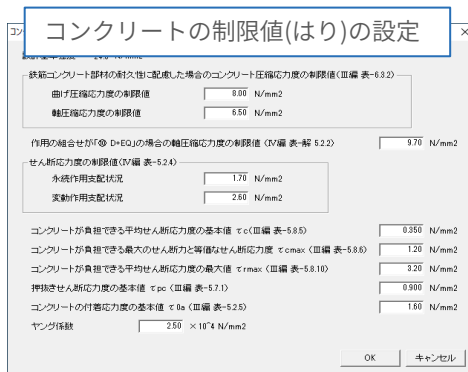 コンクリートの制限値(はり)の設定
鉄筋コンクリート部材の耐久性に配慮した場合のコンクリート圧縮応力度の制限値(Ⅲ編 表-6.3.2)
曲げ圧縮応力度の制限値 8.00 N/mm2
軸圧縮応力度の制限値 6.50 N/mm2
作用の組合せが「⑩ D+EQ」の場合の軸圧縮応力度の制限値 (Ⅳ編 表-解 5.2.2) 9.70 N/mm2
せん断応力度の制限値(Ⅳ編 表-5.2.4)
永続作用支配状況 1.70 N/mm2
変動作用支配状況 2.60 N/mm2
コンクリートが負担できる平均せん断応力度の基本値 τc(Ⅲ編 表-5.8.5) 0.350 N/mm2
コンクリートが負担できる最大のせん断力と等価なせん断応力度 τcmax (Ⅲ編 表-5.8.6) 1.20 N/mm2
コンクリートが負担できる平均せん断応力度の最大値 τrmax (Ⅲ編 表-5.8.10) 3.20 N/mm2
押抜きせん断応力度の基本値 τpc (Ⅲ編 表-5.7.1) 0.900 N/mm2
コンクリートの付着応力度の基本値 τ0a (Ⅲ編 表-5.2.5) 1.60 N/mm2
ヤング係数 2.50 ×10^4 N/mm2
OK キャンセル